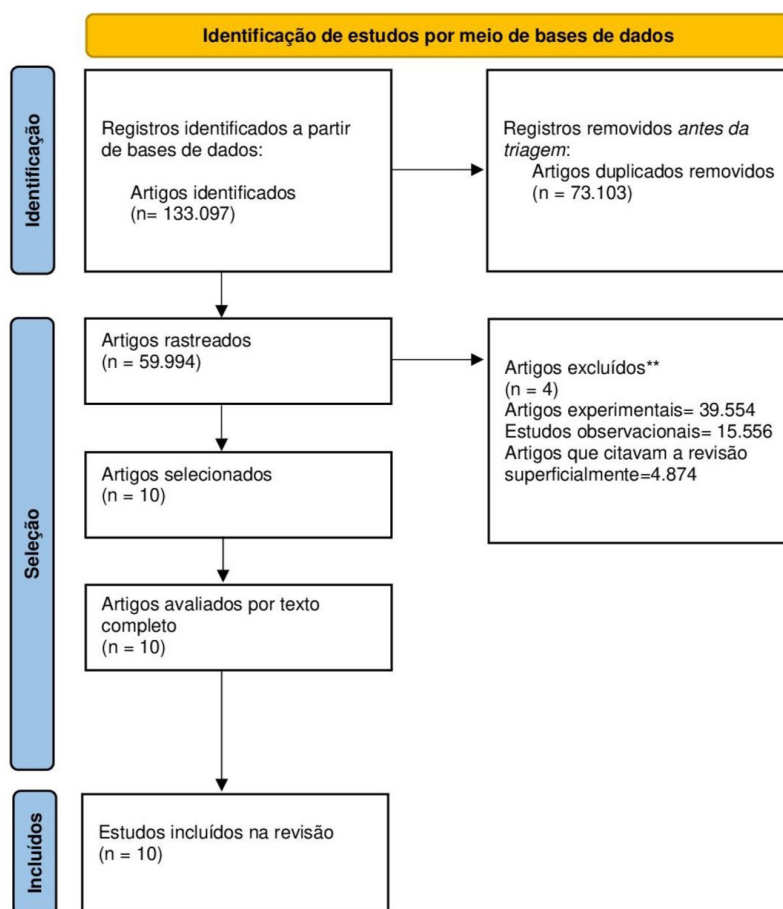 Identificação de estudos por meio de bases de dados
Identificação
Registros identificados a partir
de bases de dados:
Artigos identificados
(n= 133.097)
Registros removidos antes da
triagem:
Artigos duplicados removidos
(n = 73.103)
Seleção
Artigos rastreados
(n = 59.994)
Artigos excluídos**
(n = 4)
Artigos experimentais= 39.554
Estudos observacionais= 15.556
Artigos que citavam a revisão
superficialmente=4.874
Artigos selecionados
(n = 10)
Artigos avaliados por texto
completo
(n = 10)
Incluídos
Estudos incluídos na revisão
(n = 10)